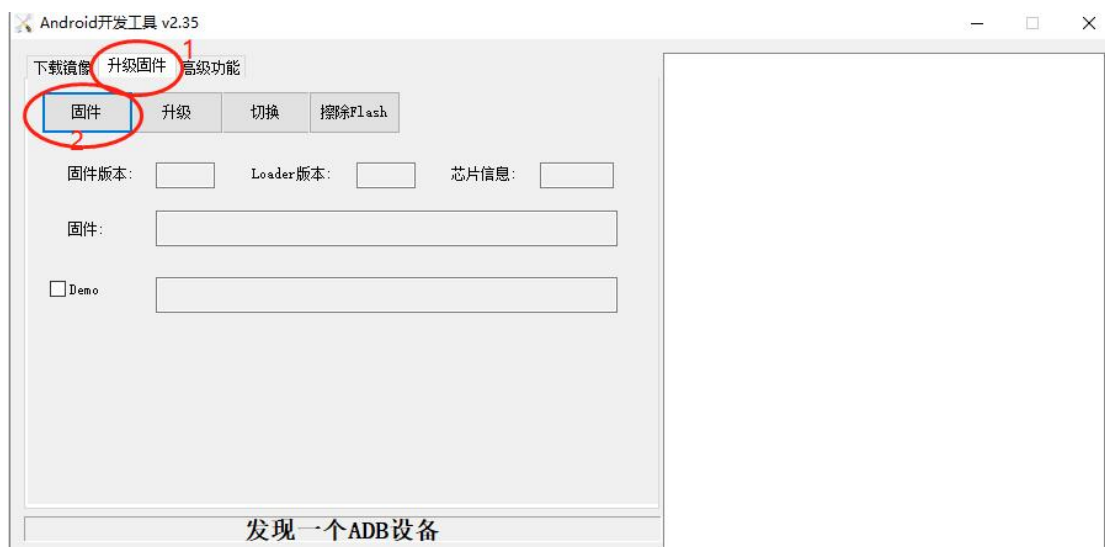 Android开发工具 v2.35
1
下载镜像 升级固件 高级功能
固件 升级 切换 擦除Flash
2
固件版本: Loader版本: 芯片信息:
固件:
Demo
发现一个ADB设备